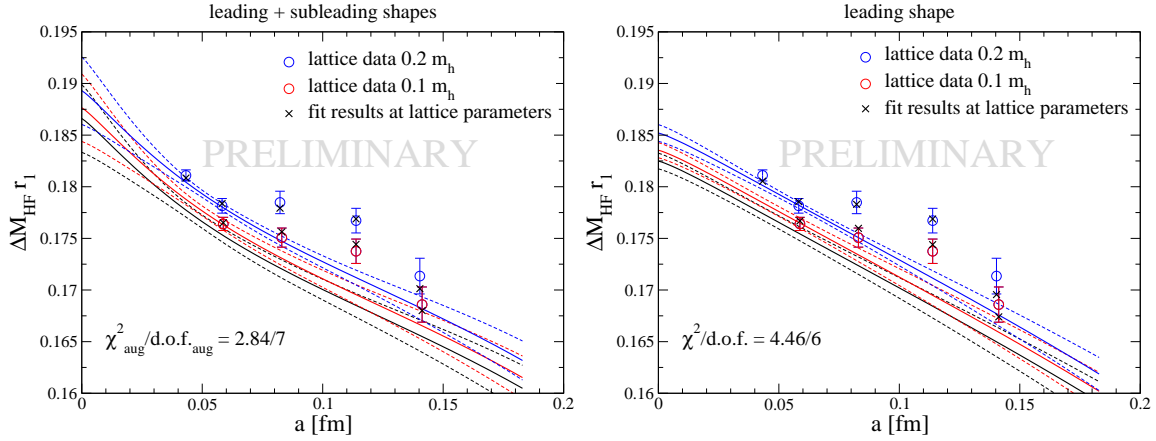 leading + subleading shapes
0.195
0.19
0.185
0.18
0.175
0.17
0.165
0.16
0
0.05
0.1
0.15
0.2
a [fm]
ΔM_HF r_1
lattice data 0.2 m_h
lattice data 0.1 m_h
fit results at lattice parameters
PRELIMINARY
χ²_aug/d.o.f._aug = 2.84/7
leading shape
0.195
0.19
0.185
0.18
0.175
0.17
0.165
0.16
0
0.05
0.1
0.15
0.2
a [fm]
ΔM_HF r_1
lattice data 0.2 m_h
lattice data 0.1 m_h
fit results at lattice parameters
PRELIMINARY
χ²/d.o.f. = 4.46/6